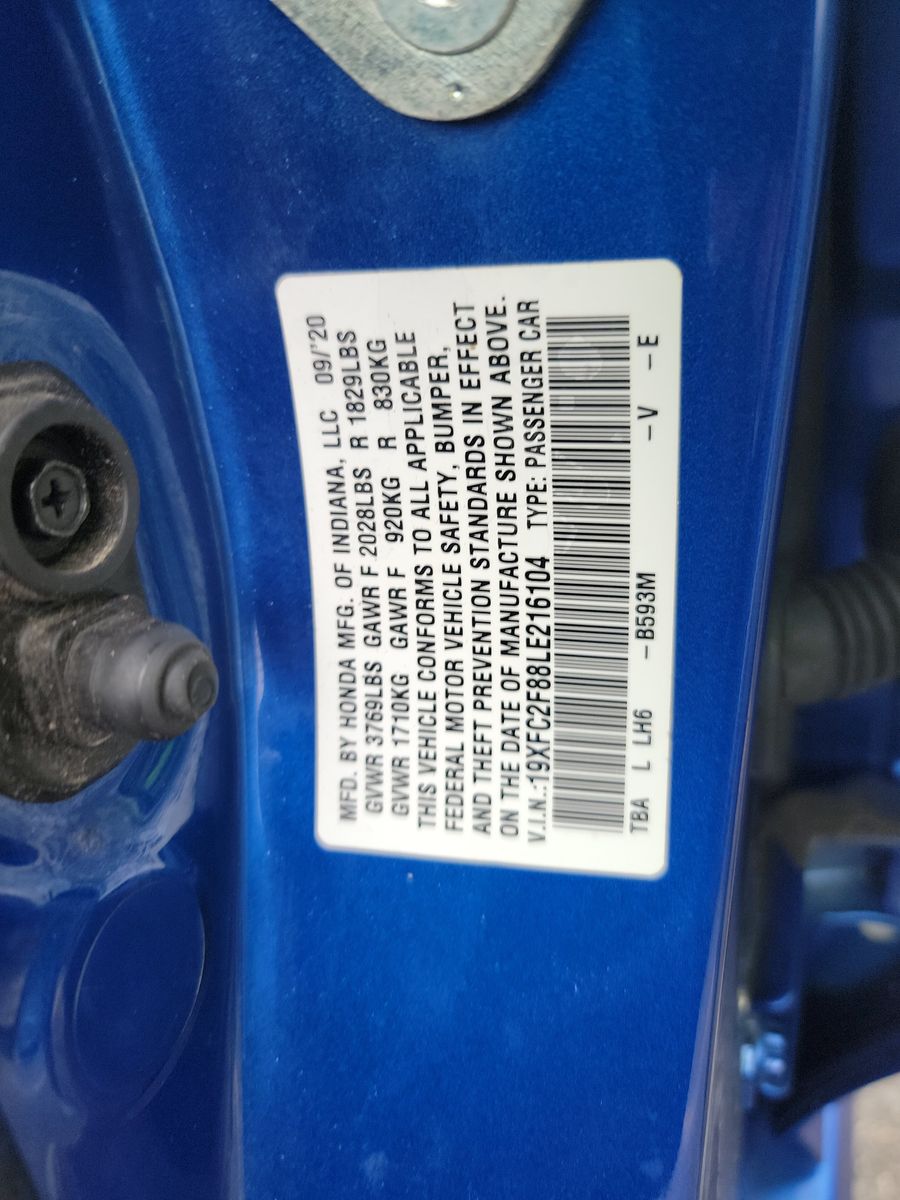 MFD. BY HONDA MFG. OF INDIANA, LLC 09/'20
GVWR 3769LBS GAWR F 2028LBS R 1829LBS
GVWR 1710KG GAWR F 920KG R 830KG
THIS VEHICLE CONFORMS TO ALL APPLICABLE
FEDERAL MOTOR VEHICLE SAFETY, BUMPER,
AND THEFT PREVENTION STANDARDS IN EFFECT
ON THE DATE OF MANUFACTURE SHOWN ABOVE.
V.I.N.:19XFC2F88LE216104 TYPE: PASSENGER CAR
TBA L LH6 -B593M -V -E